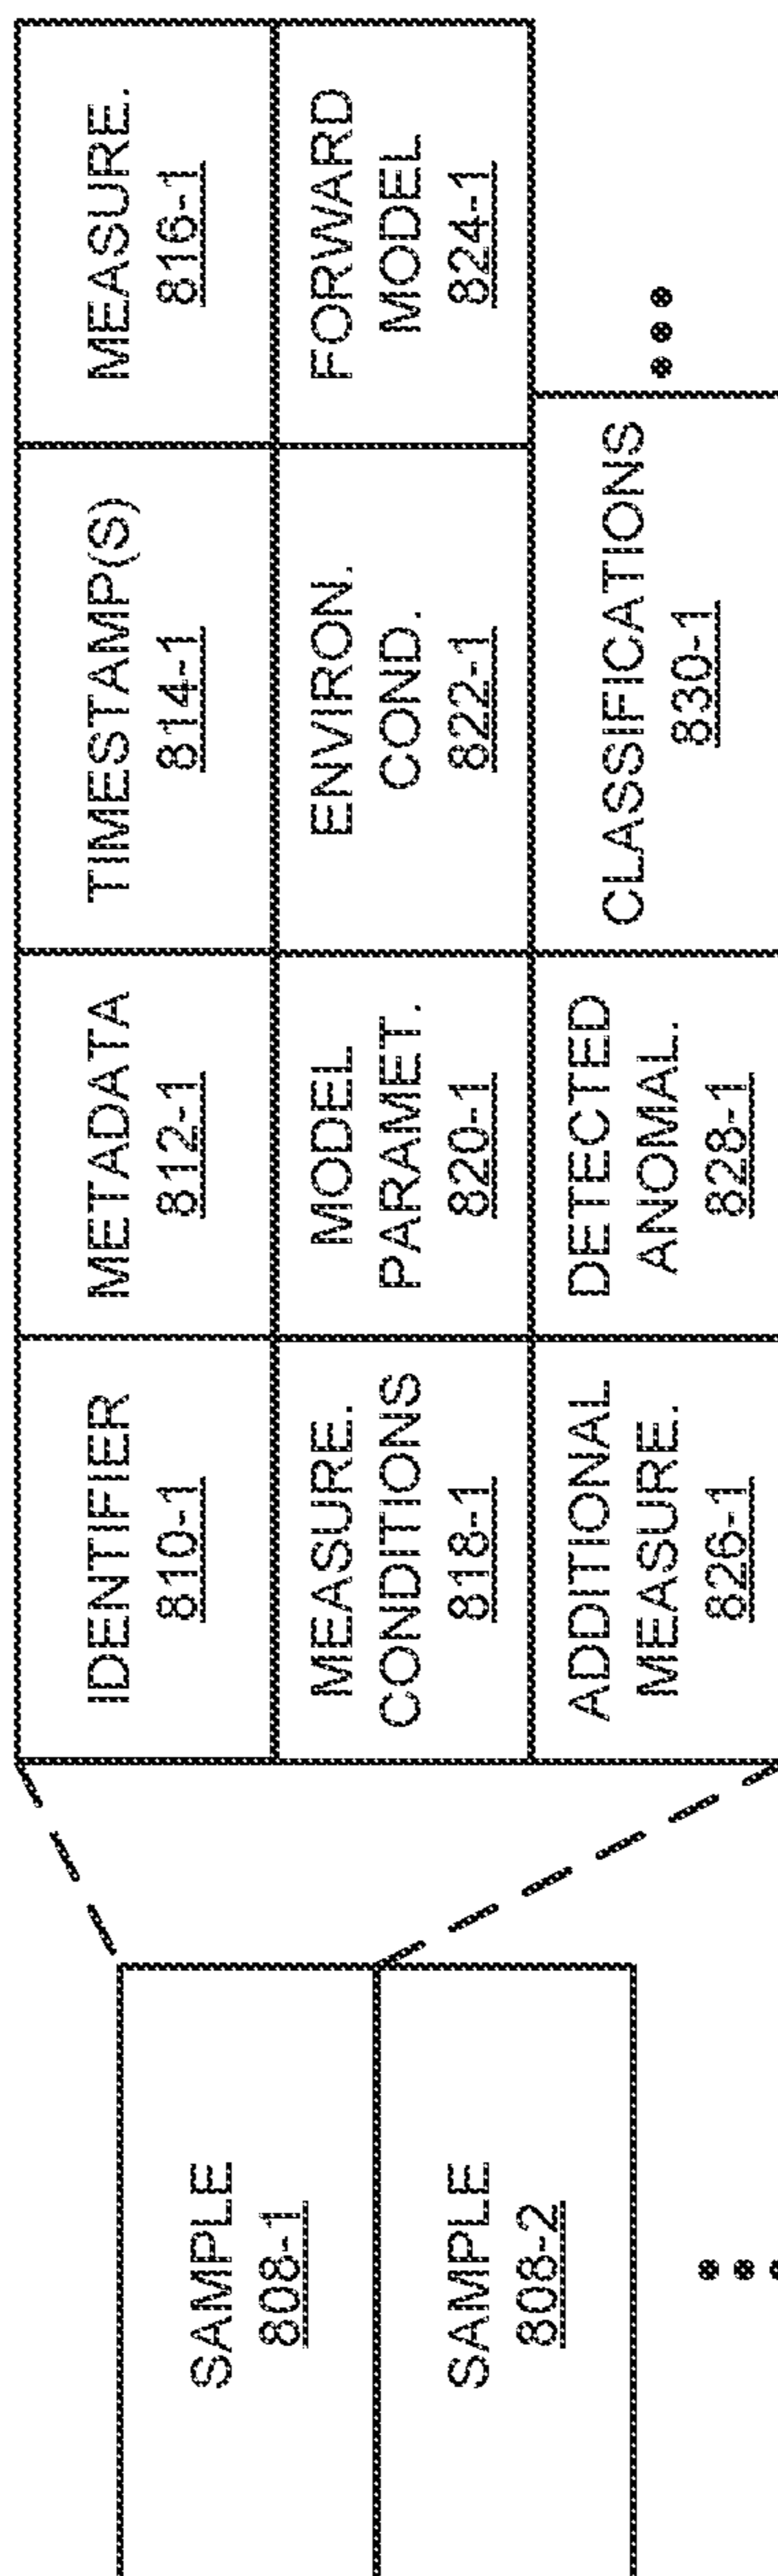 SAMPLE
808-1
SAMPLE
808-2
IDENTIFIER
810-1
METADATA
812-1
TIMESTAMP(S)
814-1
MEASURE.
816-1
MEASURE.
CONDITIONS
818-1
MODEL
PARAMET.
820-1
ENVIRON.
COND.
822-1
FORWARD
MODEL
824-1
ADDITIONAL
MEASURE.
826-1
DETECTED
ANOMAL.
828-1
CLASSIFICATIONS
830-1